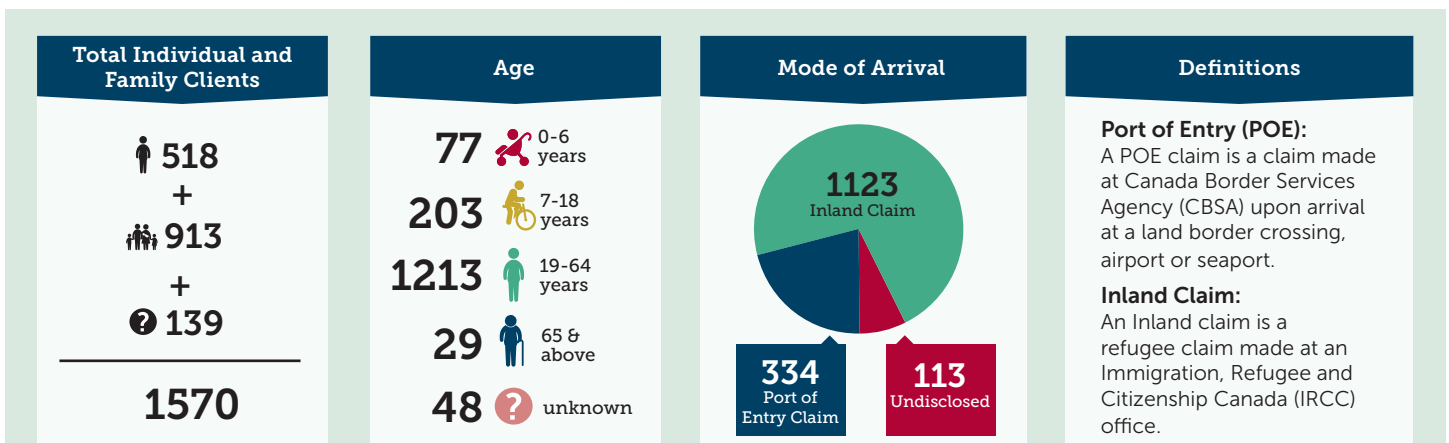 Total Individual and
Family Clients
518
+
913
+
? 139
1570
Age
77 0-6
years
203 7-18
years
1213 19-64
years
29 65 &
above
48 ? unknown
Mode of Arrival
1123
Inland Claim
334
Port of
Entry Claim
113
Undisclosed
Definitions
Port of Entry (POE):
A POE claim is a claim made
at Canada Border Services
Agency (CBSA) upon arrival
at a land border crossing,
airport or seaport.
Inland Claim:
An Inland claim is a
refugee claim made at an
Immigration, Refugee and
Citizenship Canada (IRCC)
office.